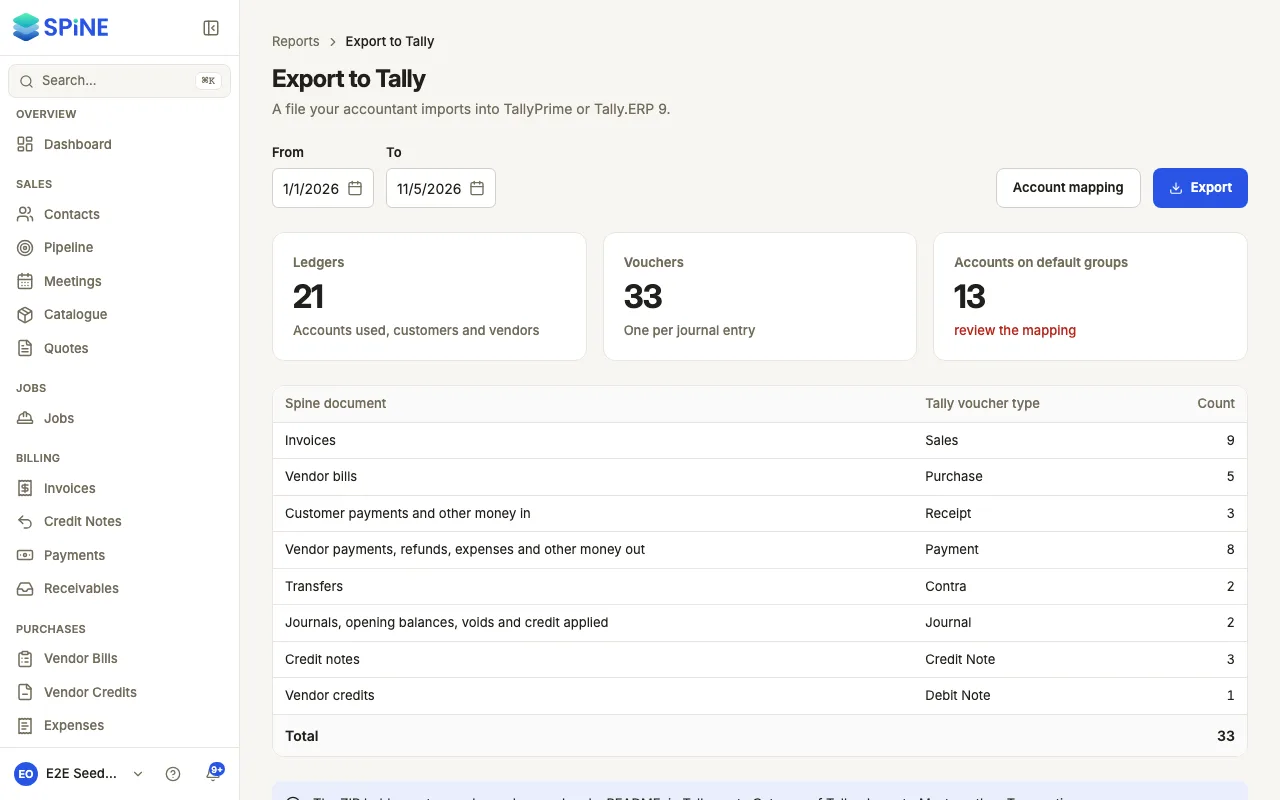 SPiNE
Search...
⌘K
OVERVIEW
Dashboard
SALES
Contacts
Pipeline
Meetings
Catalogue
Quotes
JOBS
Jobs
BILLING
Invoices
Credit Notes
Payments
Receivables
PURCHASES
Vendor Bills
Vendor Credits
Expenses
EO
E2E Seed...
9+
Reports > Export to Tally
Export to Tally
A file your accountant imports into TallyPrime or Tally.ERP 9.
From To
1/1/2026 11/5/2026 Account mapping Export
Ledgers
21
Accounts used, customers and vendors
Vouchers
33
One per journal entry
Accounts on default groups
13
review the mapping
Spine document Tally voucher type Count
Invoices Sales 9
Vendor bills Purchase 5
Customer payments and other money in Receipt 3
Vendor payments, refunds, expenses and other money out Payment 8
Transfers Contra 2
Journals, opening balances, voids and credit applied Journal 2
Credit notes Credit Note 3
Vendor credits Debit Note 1
Total 33